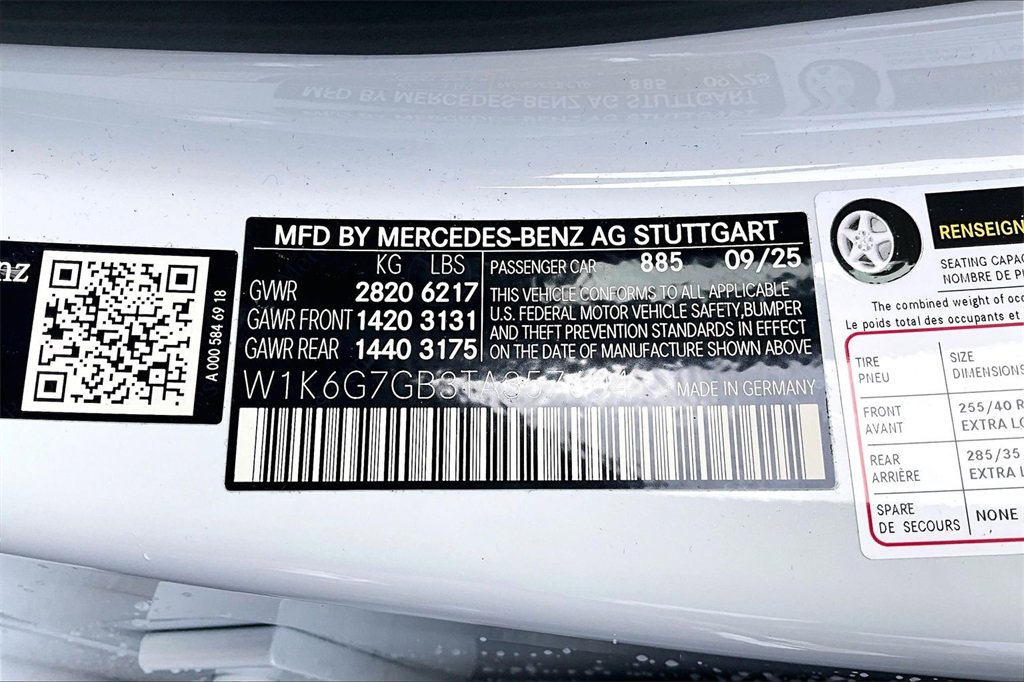 nz
A 000 584 69 18
MFD BY MERCEDES-BENZ AG STUTTGART
KG LBS
GVWR 2820 6217
GAWR FRONT 1420 3131
GAWR REAR 1440 3175
PASSENGER CAR 885 09/25
THIS VEHICLE CONFORMS TO ALL APPLICABLE
U.S. FEDERAL MOTOR VEHICLE SAFETY,BUMPER
AND THEFT PREVENTION STANDARDS IN EFFECT
ON THE DATE OF MANUFACTURE SHOWN ABOVE
MADE IN GERMANY
RENSEIGN
SEATING CAPAC
NOMBRE DE PL
The combined weight of occ
Le poids total des occupants et
TIRE
PNEU
SIZE
DIMENSIONS
FRONT
AVANT
255/40 R
EXTRA LO
REAR
ARRIÈRE
285/35
EXTRA L
SPARE
DE SECOURS
NONE